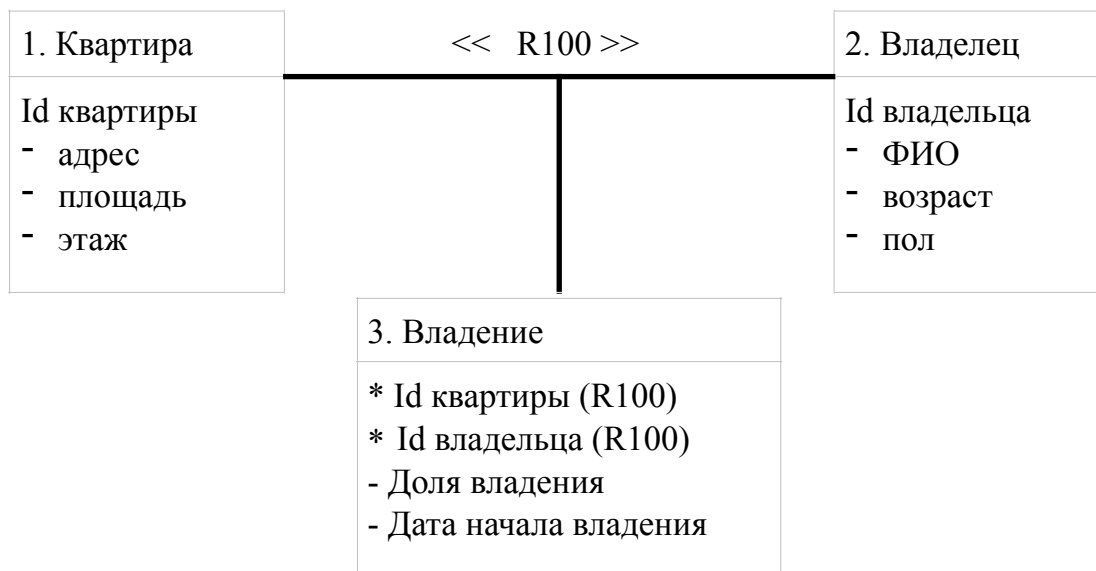 1. Квартира
<< R100 >>
2. Владелец
Id квартиры
- адрес
- площадь
- этаж
Id владельца
- ФИО
- возраст
- пол
3. Владение
* Id квартиры (R100)
* Id владельца (R100)
- Доля владения
- Дата начала владения